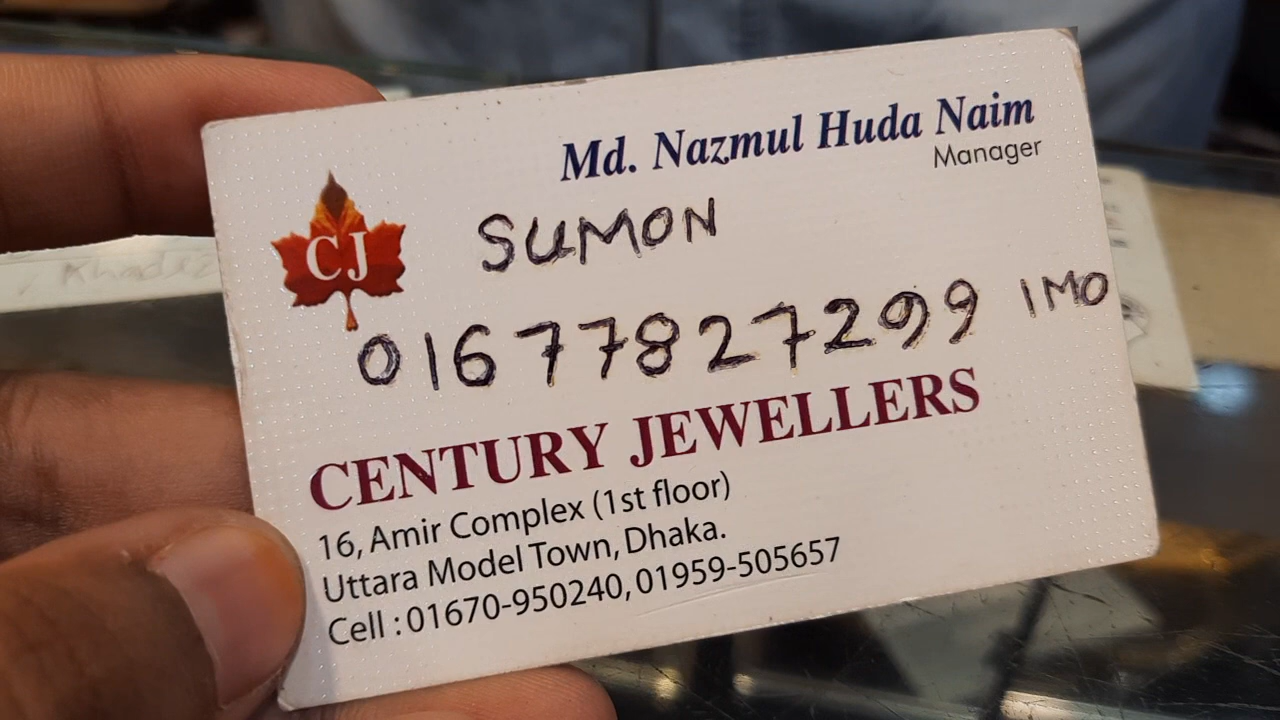 Md. Nazmul Huda Naim
Manager
CJ
SUMON
01677827299 IMO
CENTURY JEWELLERS
16, Amir Complex (1st floor)
Uttara Model Town, Dhaka.
Cell : 01670-950240, 01959-505657